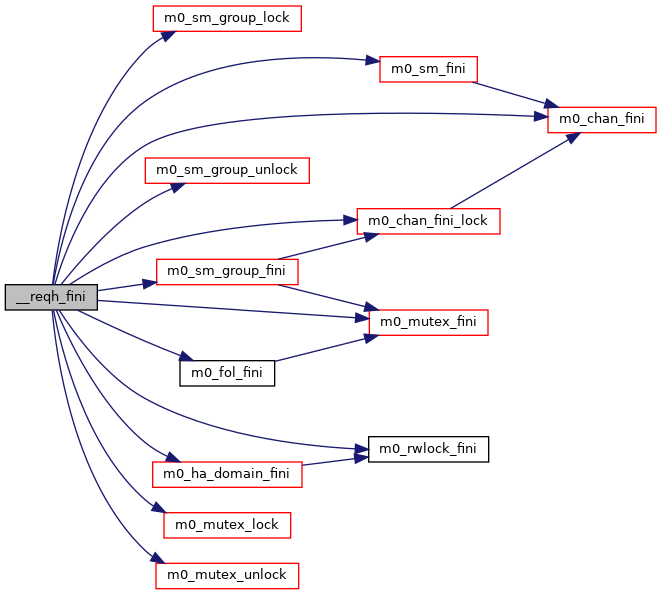 m0_sm_group_lock
m0_sm_fini
m0_chan_fini
m0_sm_group_unlock
m0_chan_fini_lock
m0_sm_group_fini
__reqh_fini
m0_mutex_fini
m0_fol_fini
m0_rwlock_fini
m0_ha_domain_fini
m0_mutex_lock
m0_mutex_unlock